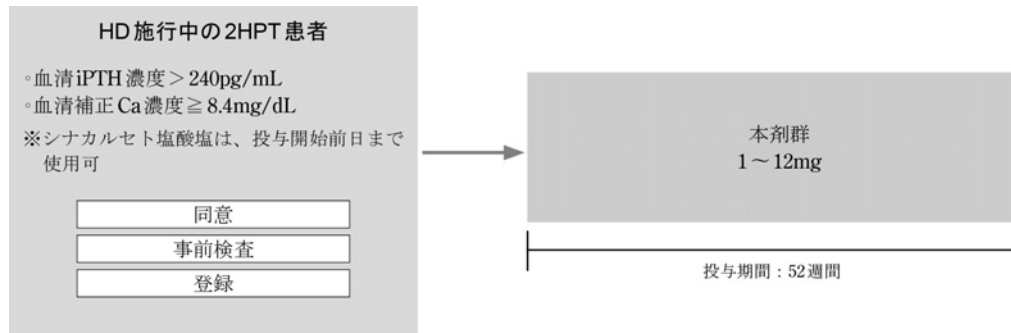 HD施行中の2HPT患者
◦血清iPTH濃度＞240pg/mL
◦血清補正Ca濃度≧8.4mg/dL
※シナカルセト塩酸塩は、投与開始前日まで
使用可
同意
事前検査
登録
本剤群
1～12mg
投与期間：52週間